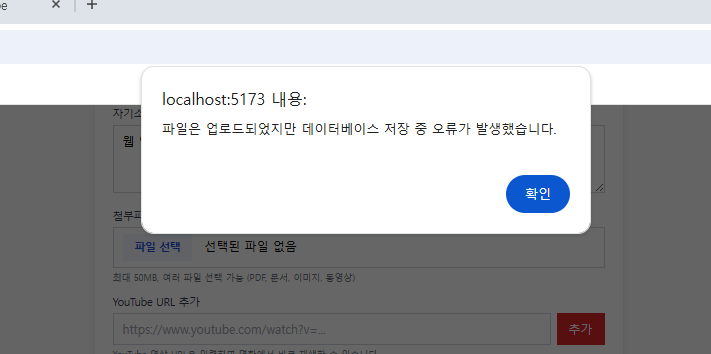 localhost:5173 내용:
파일은 업로드되었지만 데이터베이스 저장 중 오류가 발생했습니다.
확인
자기소
웹
첨부파
파일 선택 선택된 파일 없음
최대 50MB, 여러 파일 선택 가능 (PDF, 문서, 이미지, 동영상)
YouTube URL 추가
https://www.youtube.com/watch?v=... 추가